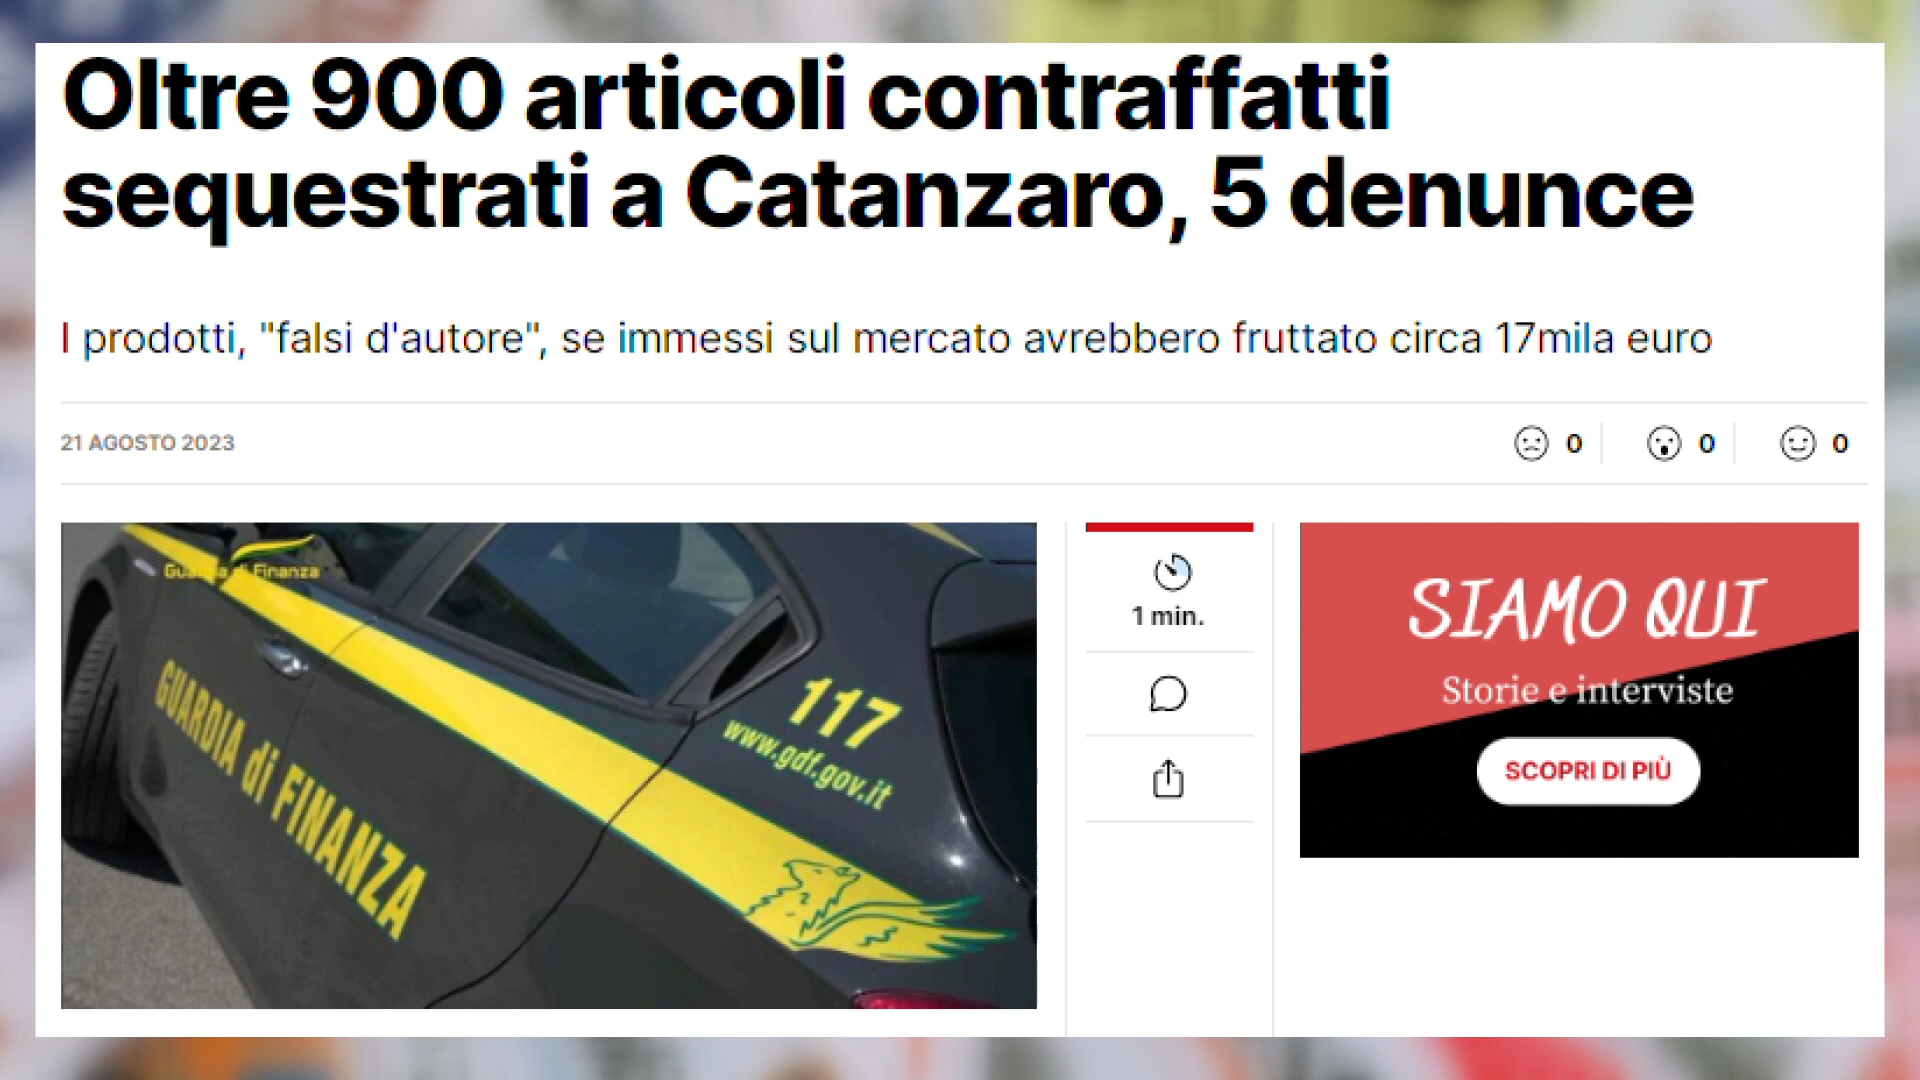 Oltre 900 articoli contraffatti
sequestrati a Catanzaro, 5 denunce
I prodotti, "falsi d'autore", se immessi sul mercato avrebbero fruttato circa 17mila euro
21 AGOSTO 2023
0
0
0
Guardia di Finanza
GUARDIA di FINANZA
117
www.gdf.gov.it
1 min.
SIAMO QUI
Storie e interviste
SCOPRI DI PIÙ